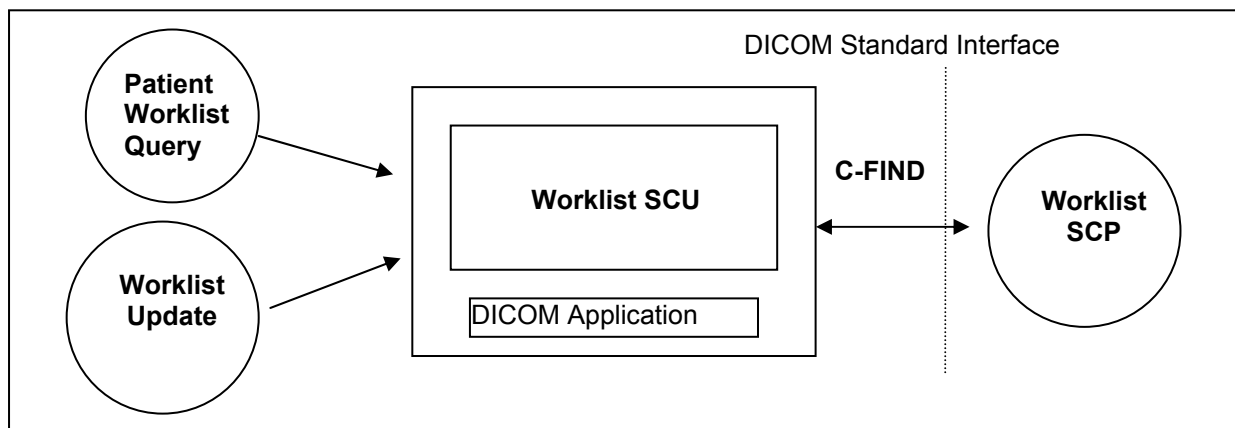 DICOM Standard Interface
Patient
Worklist
Query
Worklist
Update
Worklist SCU
DICOM Application
C-FIND
Worklist
SCP